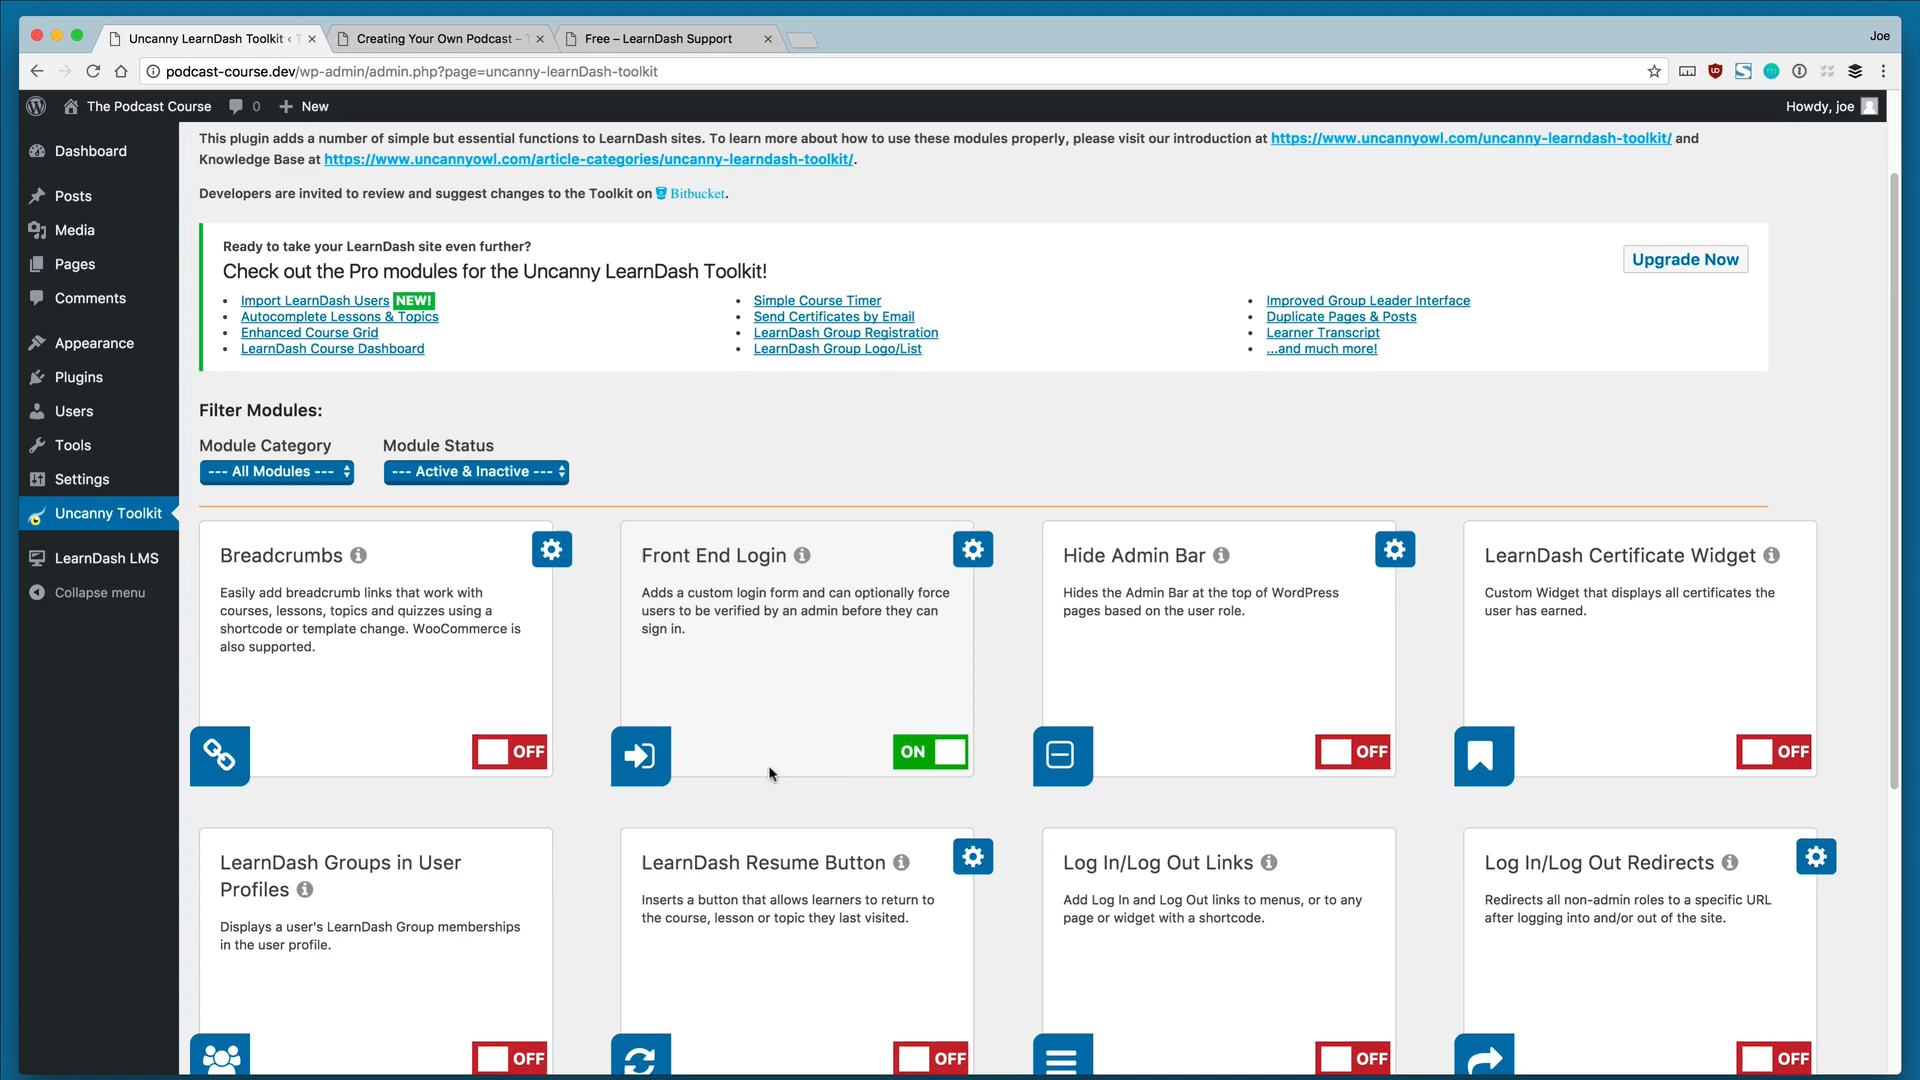 Uncanny LearnDash Toolkit ‹ T
Creating Your Own Podcast – T
Free – LearnDash Support
Joe
podcast-course.dev/wp-admin/admin.php?page=uncanny-learnDash-toolkit
The Podcast Course
0
New
Howdy, joe
Dashboard
Posts
Media
Pages
Comments
Appearance
Plugins
Users
Tools
Settings
Uncanny Toolkit
LearnDash LMS
Collapse menu
This plugin adds a number of simple but essential functions to LearnDash sites. To learn more about how to use these modules properly, please visit our introduction at https://www.uncannyowl.com/uncanny-learndash-toolkit/ and
Knowledge Base at https://www.uncannyowl.com/article-categories/uncanny-learndash-toolkit/.
Developers are invited to review and suggest changes to the Toolkit on Bitbucket.
Ready to take your LearnDash site even further?
Check out the Pro modules for the Uncanny LearnDash Toolkit!
Upgrade Now
• Import LearnDash Users NEW!
• Autocomplete Lessons & Topics
• Enhanced Course Grid
• LearnDash Course Dashboard
• Simple Course Timer
• Send Certificates by Email
• LearnDash Group Registration
• LearnDash Group Logo/List
• Improved Group Leader Interface
• Duplicate Pages & Posts
• Learner Transcript
• ...and much more!
Filter Modules:
Module Category
Module Status
--- All Modules ---
--- Active & Inactive ---
Breadcrumbs
Easily add breadcrumb links that work with
courses, lessons, topics and quizzes using a
shortcode or template change. WooCommerce is
also supported.
OFF
Front End Login
Adds a custom login form and can optionally force
users to be verified by an admin before they can
sign in.
ON
Hide Admin Bar
Hides the Admin Bar at the top of WordPress
pages based on the user role.
OFF
LearnDash Certificate Widget
Custom Widget that displays all certificates the
user has earned.
OFF
LearnDash Groups in User
Profiles
Displays a user's LearnDash Group memberships
in the user profile.
OFF
LearnDash Resume Button
Inserts a button that allows learners to return to
the course, lesson or topic they last visited.
OFF
Log In/Log Out Links
Add Log In and Log Out links to menus, or to any
page or widget with a shortcode.
OFF
Log In/Log Out Redirects
Redirects all non-admin roles to a specific URL
after logging into and/or out of the site.
OFF